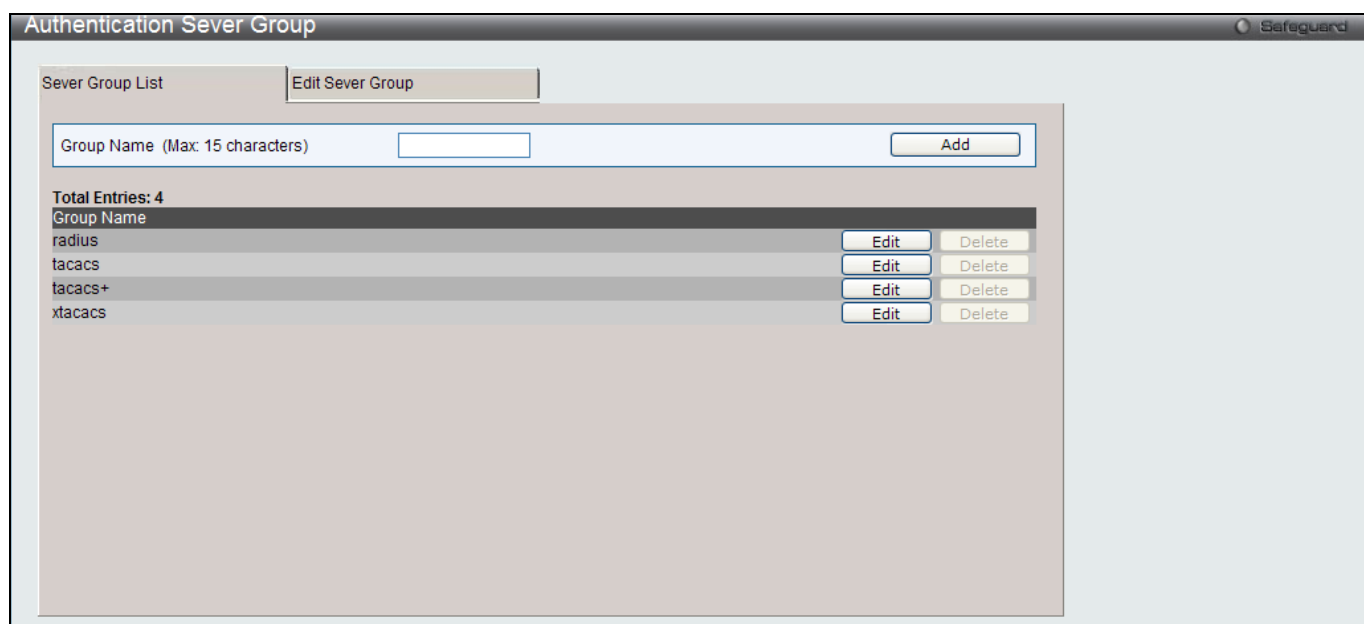 Authentication Sever Group
Safeguard
Sever Group List
Edit Sever Group
Group Name (Max: 15 characters)
Add
Total Entries: 4
Group Name
radius Edit Delete
tacacs Edit Delete
tacacs+ Edit Delete
xtacacs Edit Delete